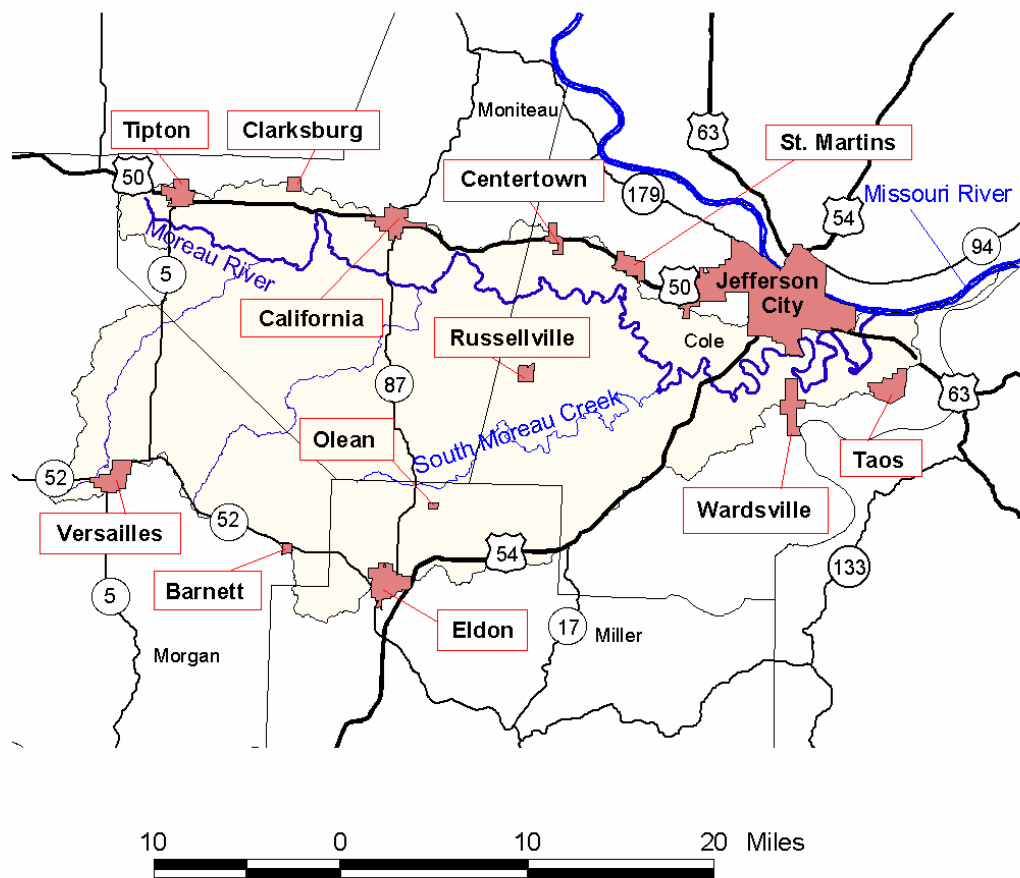 Moniteau
63
Tipton
Clarksburg
St. Martins
50
Centertown
179
Missouri River
54
94
Moreau River
5
50
Jefferson
City
California
Russellville
Cole
87
63
Olean
South Moreau Creek
Taos
52
Wardsville
Versailles
52
54
Barnett
133
5
Eldon
17
Miller
Morgan
10
0
10
20
Miles